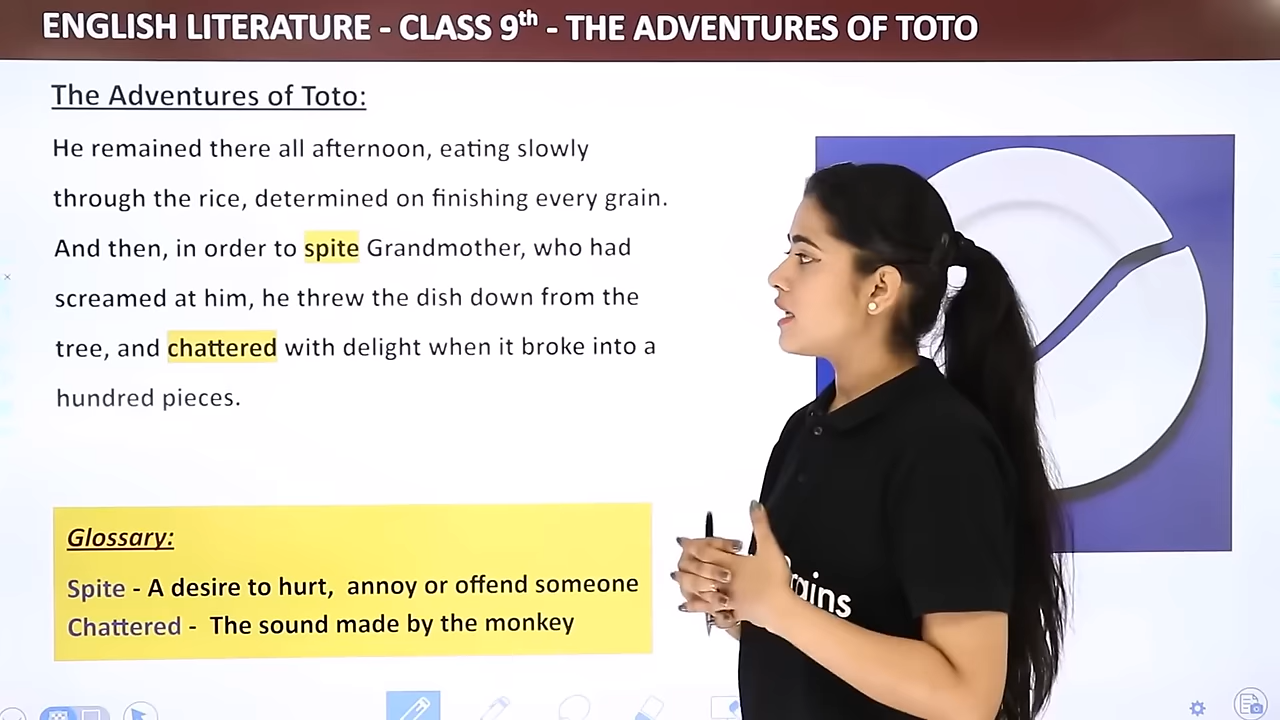 ENGLISH LITERATURE - CLASS 9th - THE ADVENTURES OF TOTO
The Adventures of Toto:
He remained there all afternoon, eating slowly
through the rice, determined on finishing every grain.
And then, in order to spite Grandmother, who had
screamed at him, he threw the dish down from the
tree, and chattered with delight when it broke into a
hundred pieces.
Glossary:
Spite - A desire to hurt, annoy or offend someone
Chattered - The sound made by the monkey